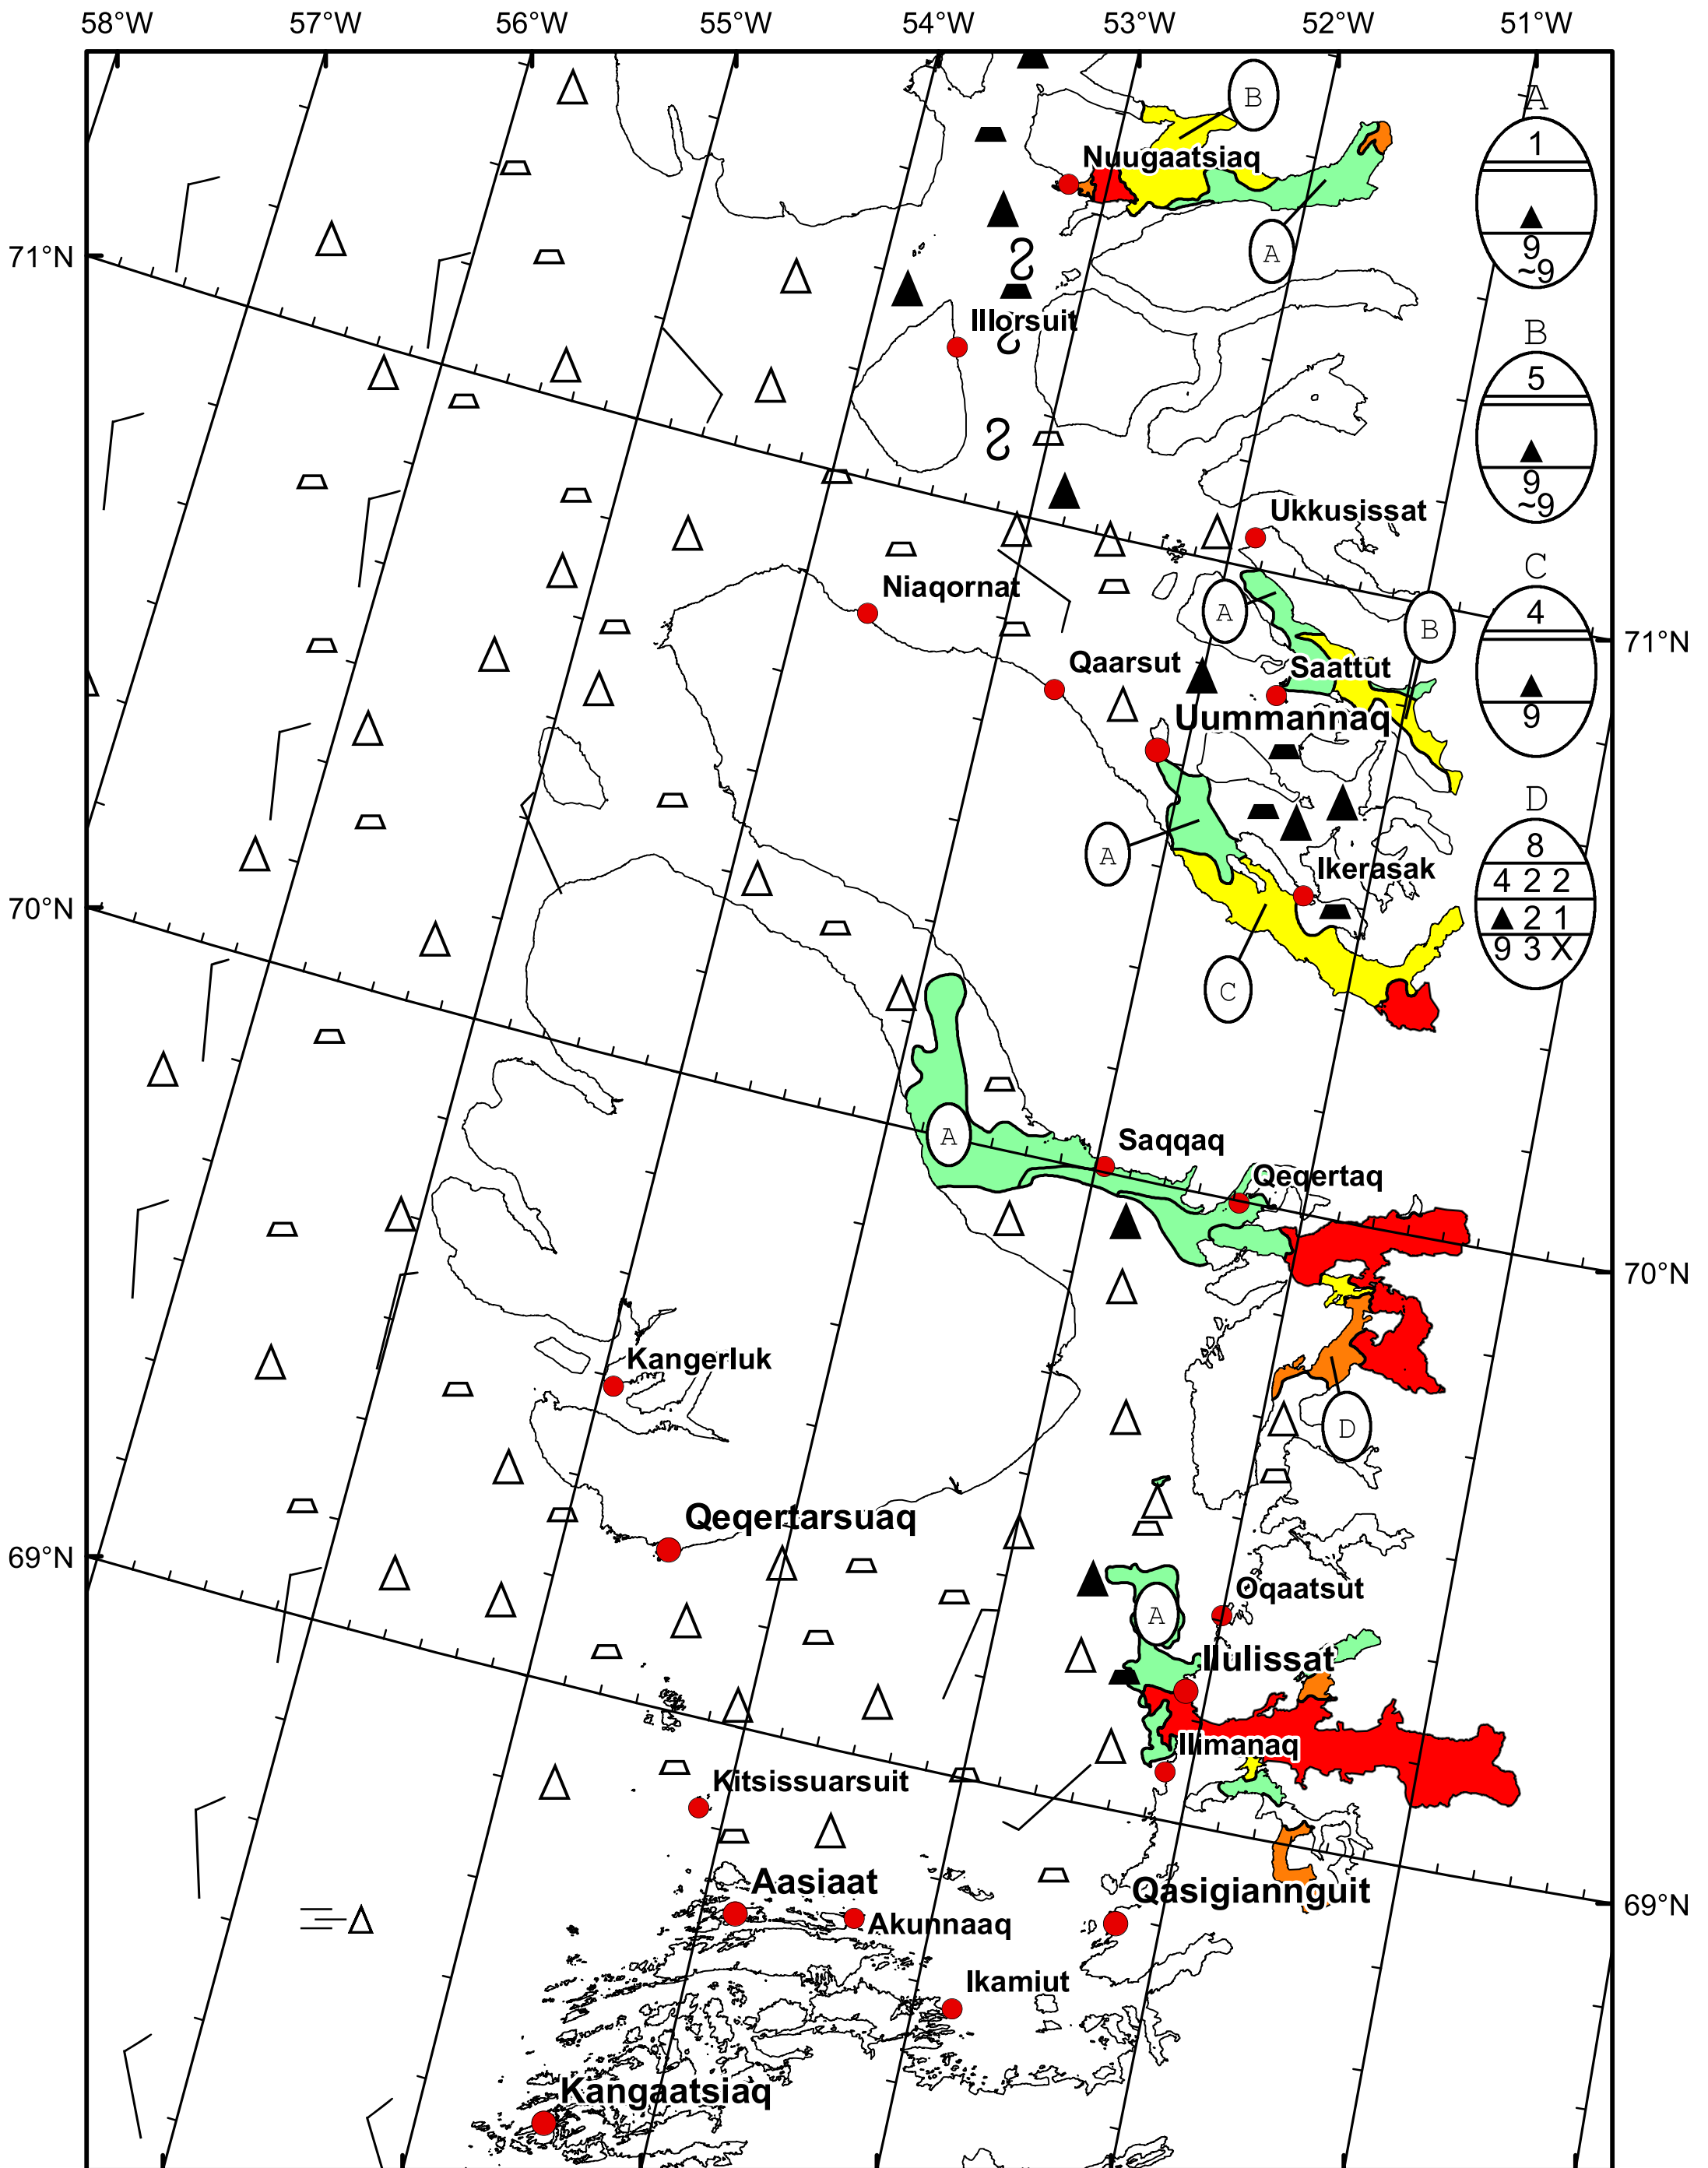 58°W 57°W 56°W 55°W 54°W 53°W 52°W 51°W
B
A
1
Nuugaatsiaq
A
9
~9
71°N
Illorsuit
B
5
9
~9
Ukkusissat
C
4
Niaqornat
A
B
71°N
Qaarsut
Saattut
9
Uummannaq
D
8
A
Ikerasak
4 2 2
2 1
9 3 X
70°N
C
A
Saqqaq
Qeqertaq
70°N
Kangerluk
D
Qeqertarsuaq
69°N
Oqaatsut
A
Ilulissat
Ilimanaq
Kitsissuarsuit
Aasiaat
Qasigiannguit
69°N
Akunnaaq
Ikamiut
Kangaatsiaq